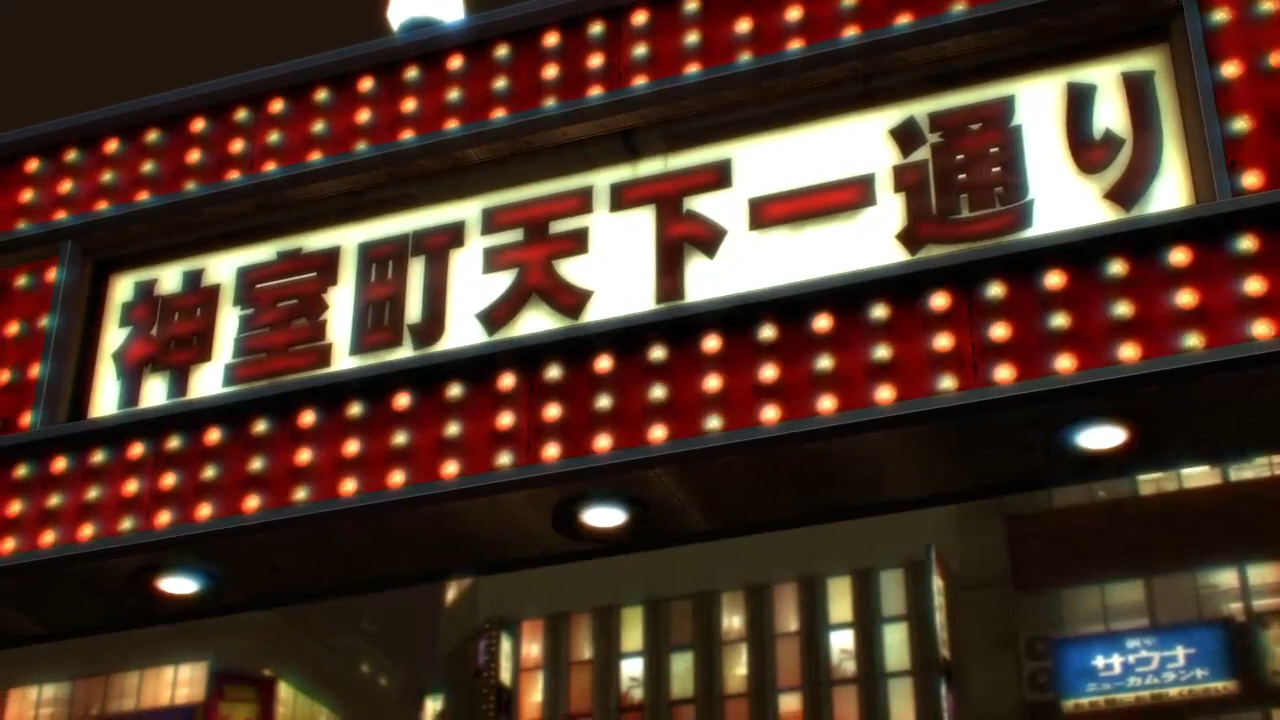 神室町天下一通り
サウナ
ニューカムランド